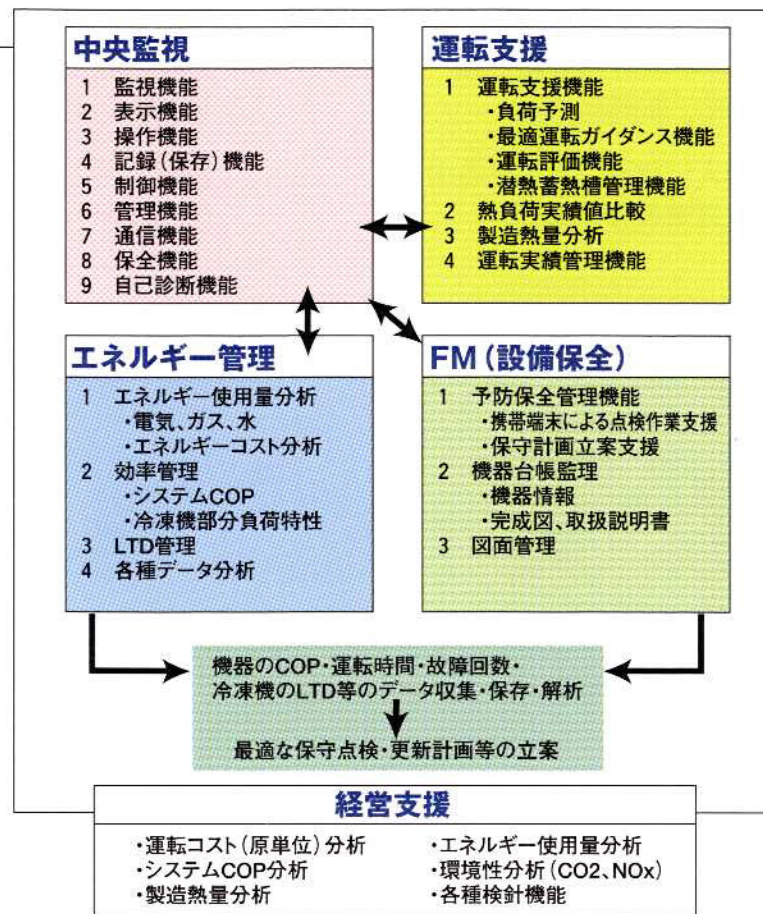 中央監視
1 監視機能
2 表示機能
3 操作機能
4 記録(保存)機能
5 制御機能
6 管理機能
7 通信機能
8 保全機能
9 自己診断機能
運転支援
1 運転支援機能
・負荷予測
・最適運転ガイダンス機能
・運転評価機能
・潜熱蓄熱槽管理機能
2 熱負荷実績値比較
3 製造熱量分析
4 運転実績管理機能
エネルギー管理
1 エネルギー使用量分析
・電気、ガス、水
・エネルギーコスト分析
2 効率管理
・システムCOP
・冷凍機部分負荷特性
3 LTD管理
4 各種データ分析
FM(設備保全)
1 予防保全管理機能
・携帯端末による点検作業支援
・保守計画立案支援
2 機器台帳監理
・機器情報
・完成図、取扱説明書
3 図面管理
機器のCOP・運転時間・故障回数・
冷凍機のLTD等のデータ収集・保存・解析
最適な保守点検・更新計画等の立案
経営支援
・運転コスト(原単位)分析
・システムCOP分析
・製造熱量分析
・エネルギー使用量分析
・環境性分析(CO2、NOx)
・各種検針機能